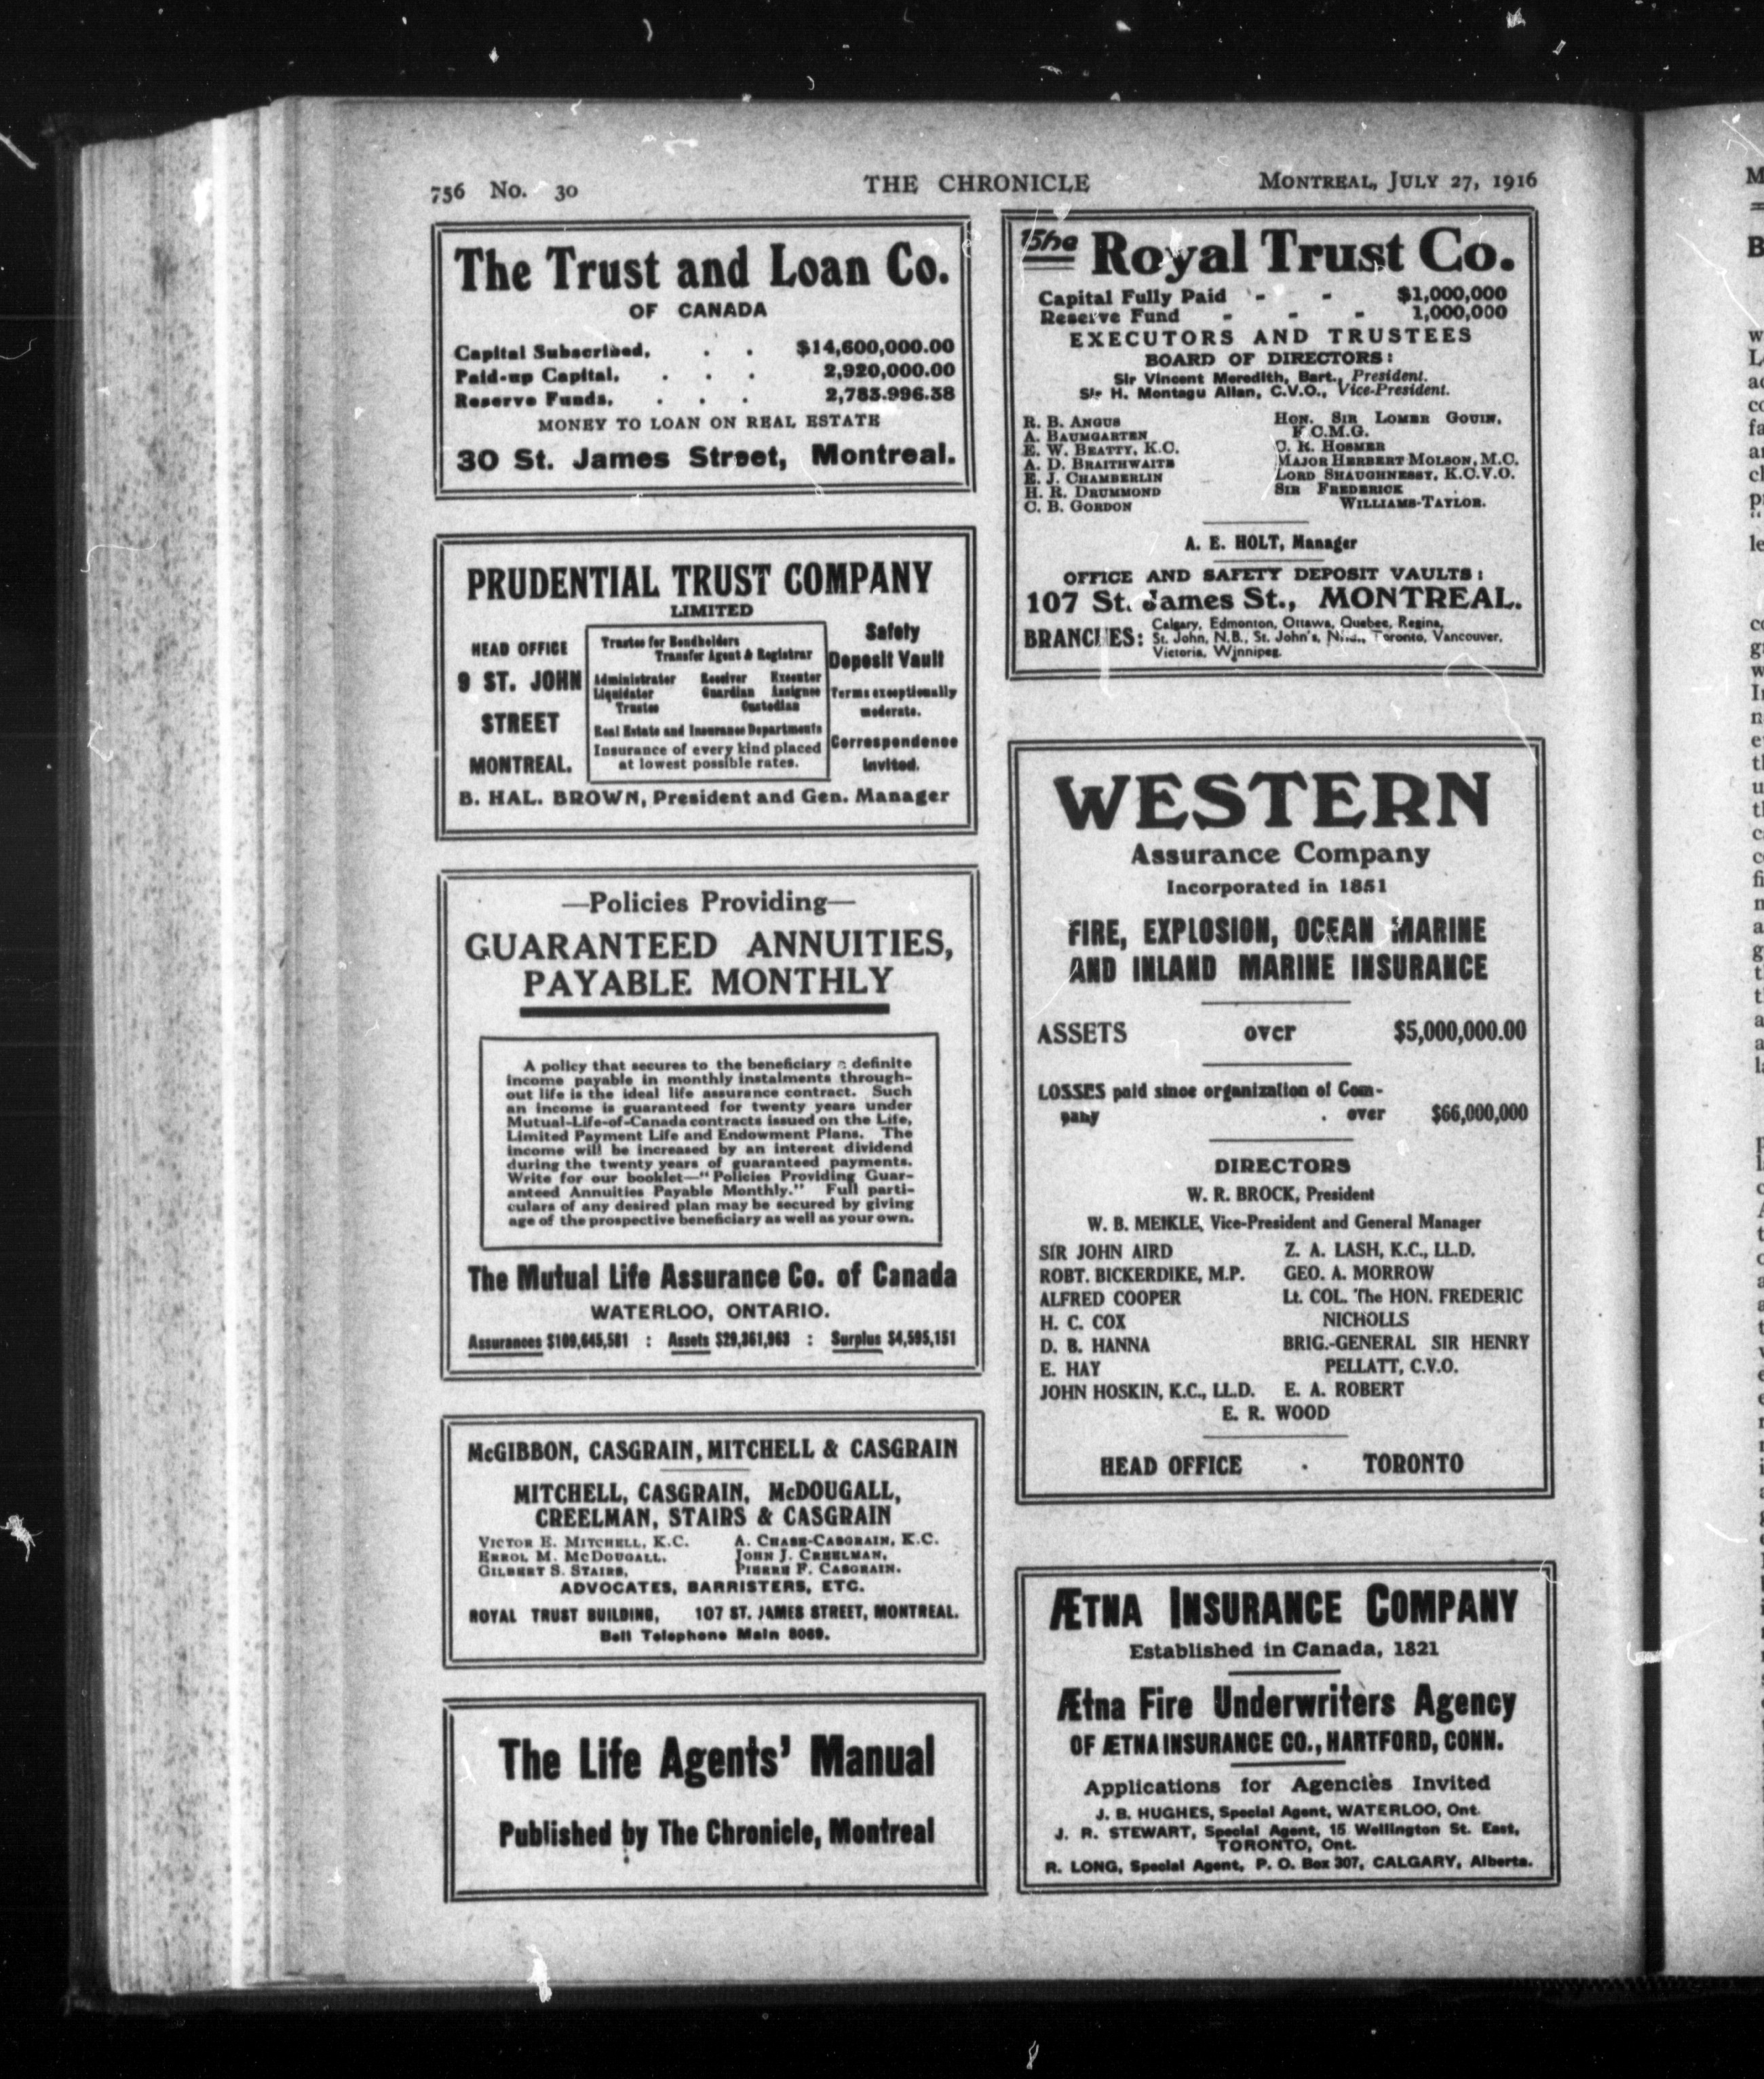 756 No. 30
THE CHRONICLE
MONTREAL, JULY 27, 1916
The Trust and Loan Co.
OF CANADA
Capital Subscribed, . . $14,600,000.00
Paid-up Capital, . . . 2,920,000.00
Reserve Funds, . . . 2,783.996.38
MONEY TO LOAN ON REAL ESTATE
30 St. James Street, Montreal.
PRUDENTIAL TRUST COMPANY
LIMITED
HEAD OFFICE
9 ST. JOHN
STREET
MONTREAL.
Trustee for Bondholders
Transfer Agent & Registrar
Administrator Receiver Executor
Liquidator Guardian Assignee
Trustee Custodian
Real Estate and Insurance Departments
Insurance of every kind placed
at lowest possible rates.
Safety
Deposit Vault
Terms exceptionally
moderate.
Correspondence
invited.
B. HAL. BROWN, President and Gen. Manager
—Policies Providing—
GUARANTEED ANNUITIES,
PAYABLE MONTHLY
A policy that secures to the beneficiary a definite
income payable in monthly instalments through-
out life is the ideal life assurance contract. Such
an income is guaranteed for twenty years under
Mutual-Life-of-Canada contracts issued on the Life,
Limited Payment Life and Endowment Plans. The
income will be increased by an interest dividend
during the twenty years of guaranteed payments.
Write for our booklet—"Policies Providing Guar-
anteed Annuities Payable Monthly." Full parti-
culars of any desired plan may be secured by giving
age of the prospective beneficiary as well as your own.
The Mutual Life Assurance Co. of Canada
WATERLOO, ONTARIO.
Assurances $109,645,581 : Assets $29,361,963 : Surplus $4,595,151
McGIBBON, CASGRAIN, MITCHELL & CASGRAIN
MITCHELL, CASGRAIN, McDOUGALL,
CREELMAN, STAIRS & CASGRAIN
VICTOR E. MITCHELL, K.C. A. CHASE-CASGRAIN, K.C.
ERROL M. MCDOUGALL, JOHN J. CREELMAN,
GILBERT S. STAIRS, PIERRE F. CASGRAIN.
ADVOCATES, BARRISTERS, ETC.
ROYAL TRUST BUILDING, 107 ST. JAMES STREET, MONTREAL.
Bell Telephone Main 8069.
The Life Agents' Manual
Published by The Chronicle, Montreal
The Royal Trust Co.
Capital Fully Paid - - $1,000,000
Reserve Fund - - - 1,000,000
EXECUTORS AND TRUSTEES
BOARD OF DIRECTORS:
Sir Vincent Meredith, Bart., President.
Sir H. Montagu Allan, C.V.O., Vice-President.
R. B. ANGUS
A. BAUMGARTEN
E. W. BEATTY, K.C.
A. D. BRAITHWAITE
E. J. CHAMBERLIN
H. R. DRUMMOND
C. B. GORDON
HON. SIR LOMER GOUIN,
K C.M.G.
C. R. HOSMER
MAJOR HERBERT MOLSON, M.C.
LORD SHAUGHNESSY, K.C.V.O.
SIR FREDERICK
WILLIAMS-TAYLOR.
A. E. HOLT, Manager
OFFICE AND SAFETY DEPOSIT VAULTS:
107 St. James St., MONTREAL.
BRANCHES: Calgary, Edmonton, Ottawa, Quebec, Regina,
St. John, N.B., St. John's, Nfld., Toronto, Vancouver,
Victoria, Winnipeg.
WESTERN
Assurance Company
Incorporated in 1851
FIRE, EXPLOSION, OCEAN MARINE
AND INLAND MARINE INSURANCE
ASSETS over $5,000,000.00
LOSSES paid since organization of Com-
pany . over $66,000,000
DIRECTORS
W. R. BROCK, President
W. B. MEIKLE, Vice-President and General Manager
SIR JOHN AIRD
ROBT. BICKERDIKE, M.P.
ALFRED COOPER
H. C. COX
D. B. HANNA
E. HAY
JOHN HOSKIN, K.C., LL.D.
Z. A. LASH, K.C., LL.D.
GEO. A. MORROW
Lt. COL. The HON. FREDERIC
NICHOLLS
BRIG.-GENERAL SIR HENRY
PELLATT, C.V.O.
E. A. ROBERT
E. R. WOOD
HEAD OFFICE . TORONTO
ÆTNA INSURANCE COMPANY
Established in Canada, 1821
Ætna Fire Underwriters Agency
OF ÆTNA INSURANCE CO., HARTFORD, CONN.
Applications for Agencies Invited
J. B. HUGHES, Special Agent, WATERLOO, Ont.
J. R. STEWART, Special Agent, 15 Wellington St. East,
TORONTO, Ont.
R. LONG, Special Agent, P. O. Box 307, CALGARY, Alberta.